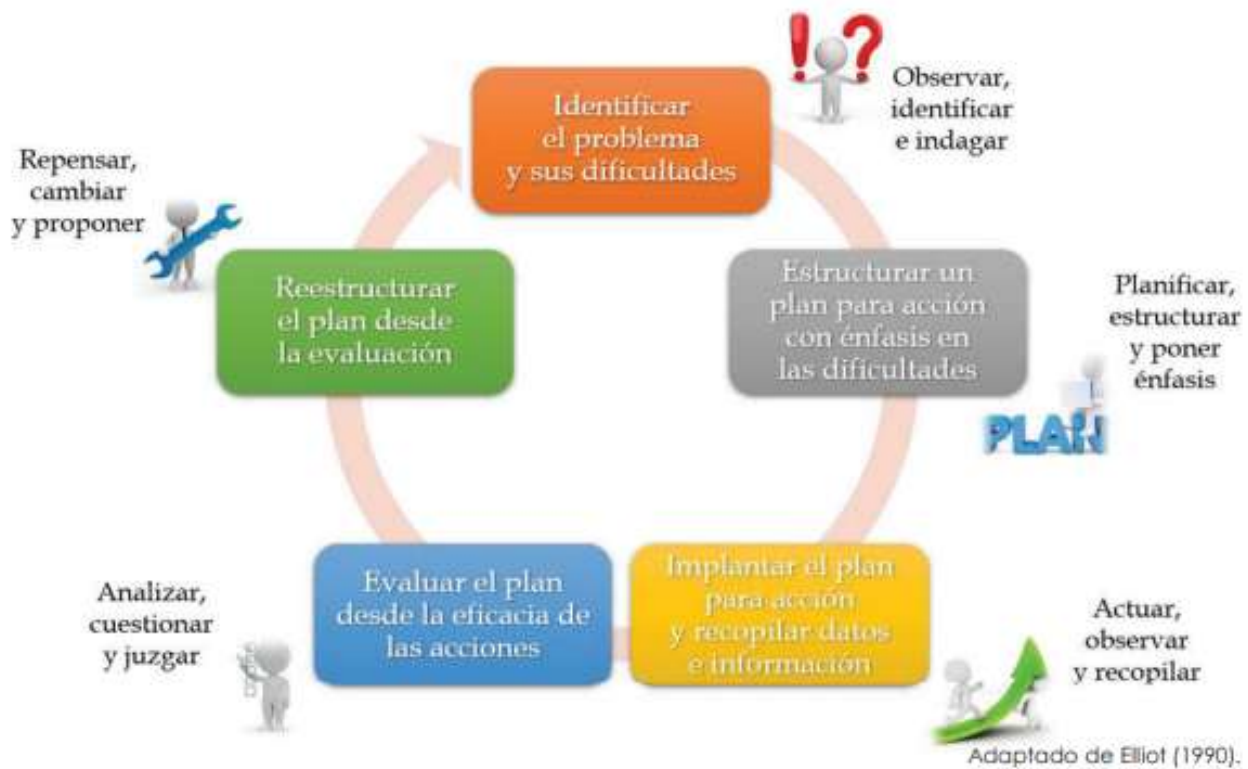 Identificar
el problema
y sus dificultades
Observar,
identificar
e indagar
Estructurar un
plan para acción
con énfasis en
las dificultades
Planificar,
estructurar
y poner
énfasis
PLAN
Implantar el plan
para acción
y recopilar datos
e información
Actuar,
observar
y recopilar
Evaluar el plan
desde la eficacia de
las acciones
Analizar,
cuestionar
y juzgar
Reestructurar
el plan desde
la evaluación
Repensar,
cambiar
y proponer
Adaptado de Elliot (1990).